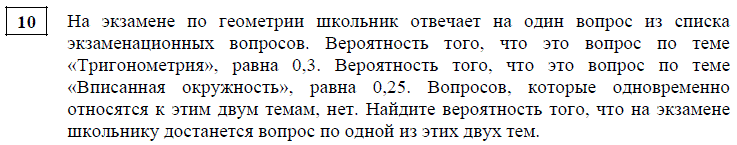 10
На экзамене по геометрии школьник отвечает на один вопрос из списка
экзаменационных вопросов. Вероятность того, что это вопрос по теме
«Тригонометрия», равна 0,3. Вероятность того, что это вопрос по теме
«Вписанная окружность», равна 0,25. Вопросов, которые одновременно
относятся к этим двум темам, нет. Найдите вероятность того, что на экзамене
школьнику достанется вопрос по одной из этих двух тем.